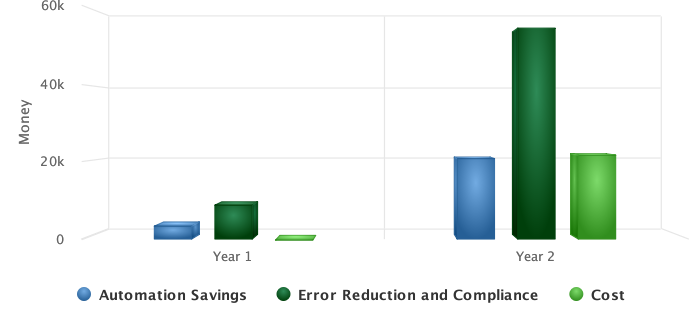 60k
40k
Money
20k
0
Year 1
Year 2
Automation Savings
Error Reduction and Compliance
Cost